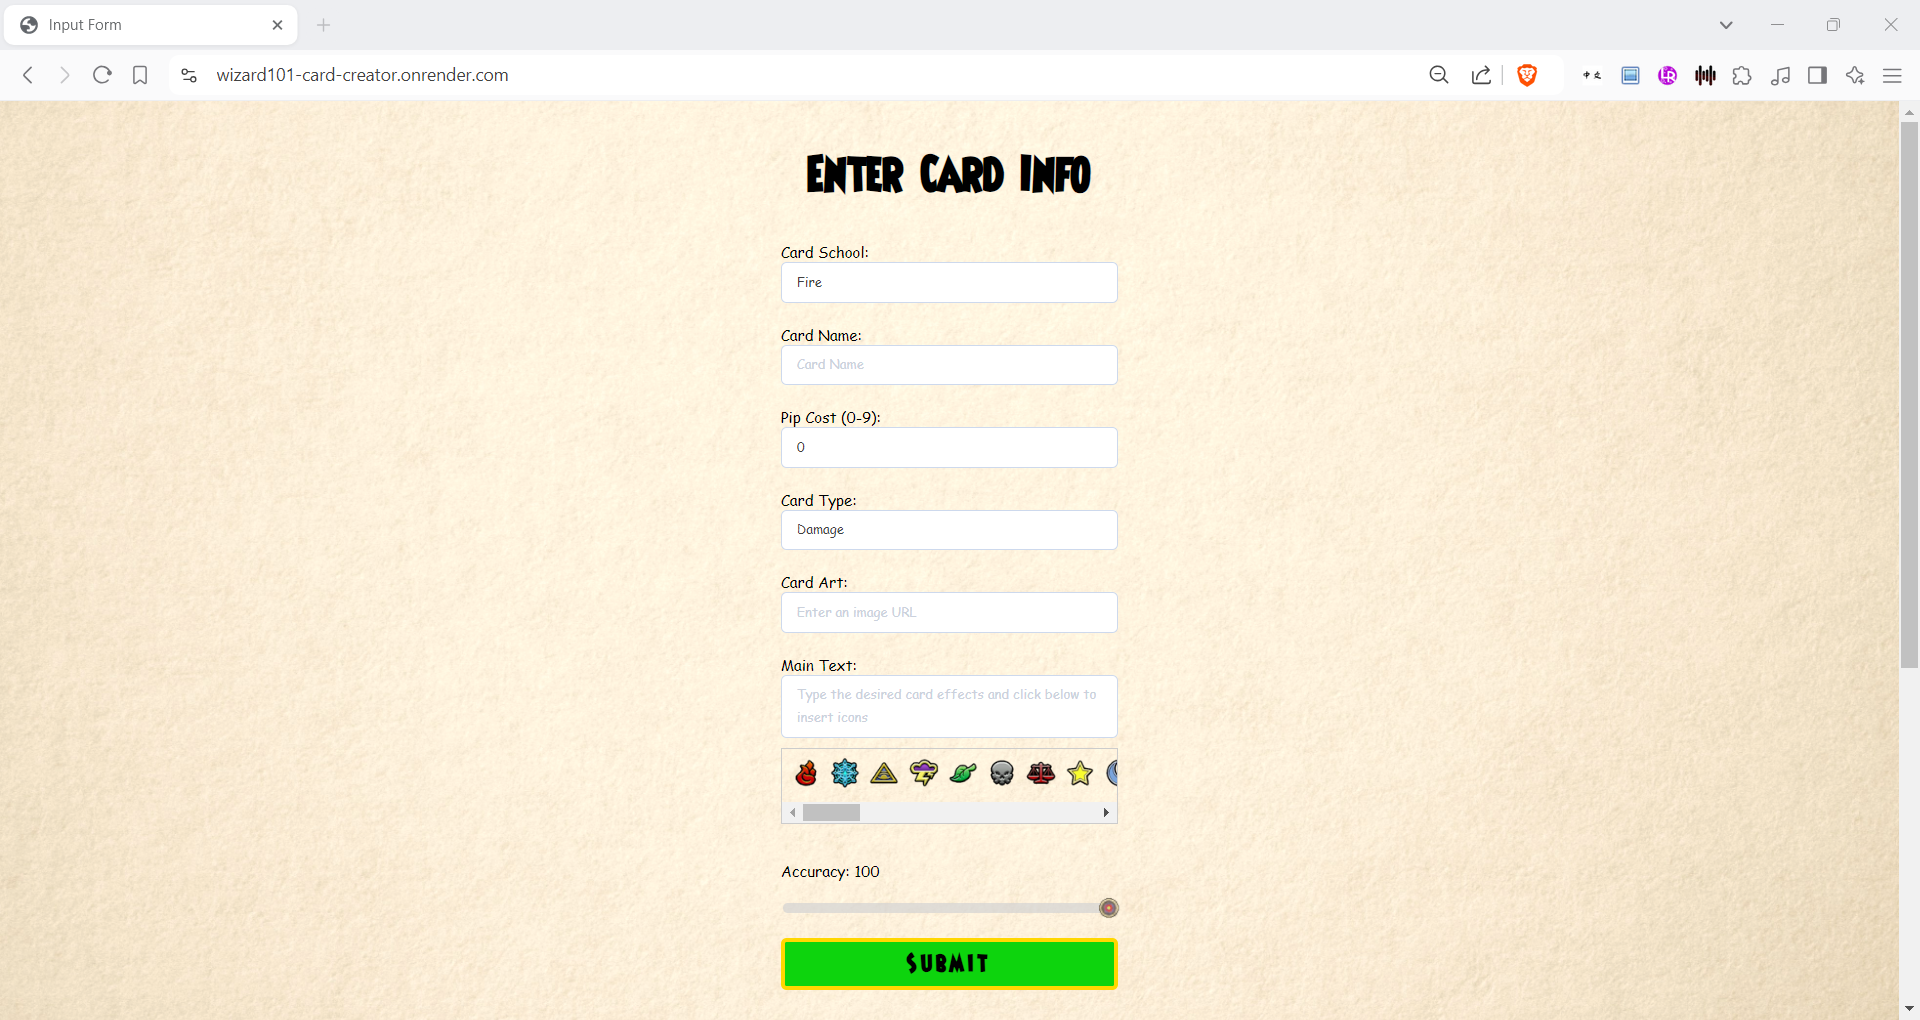 Input Form
wizard101-card-creator.onrender.com
Enter Card Info
Card School:
Fire
Card Name:
Card Name
Pip Cost (0-9):
0
Card Type:
Damage
Card Art:
Enter an image URL
Main Text:
Type the desired card effects and click below to
insert icons
Accuracy: 100
SUBMIT